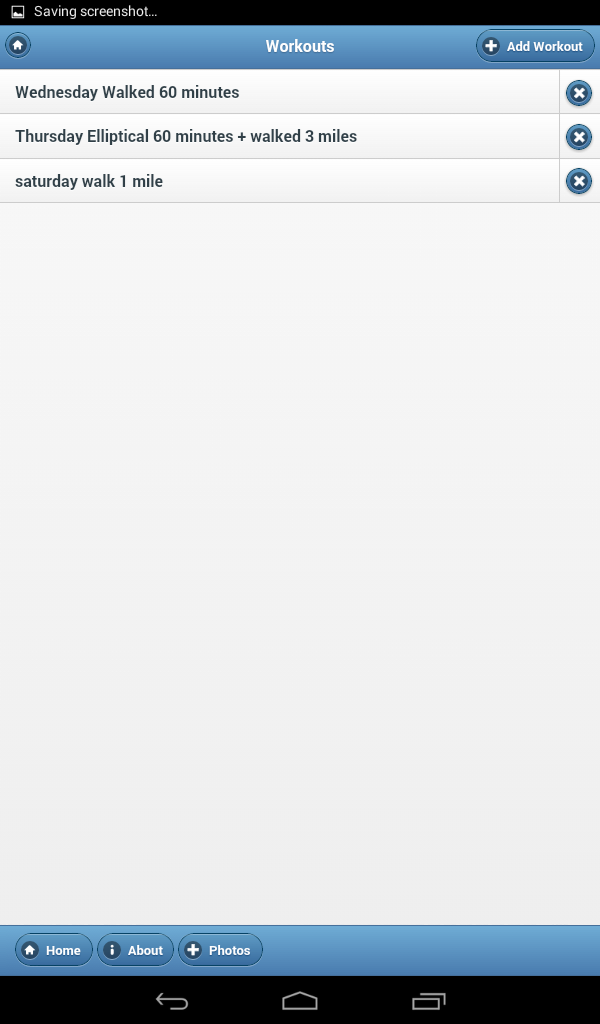 Saving screenshot...
Workouts
Add Workout
Wednesday Walked 60 minutes
Thursday Elliptical 60 minutes + walked 3 miles
saturday walk 1 mile
Home About Photos